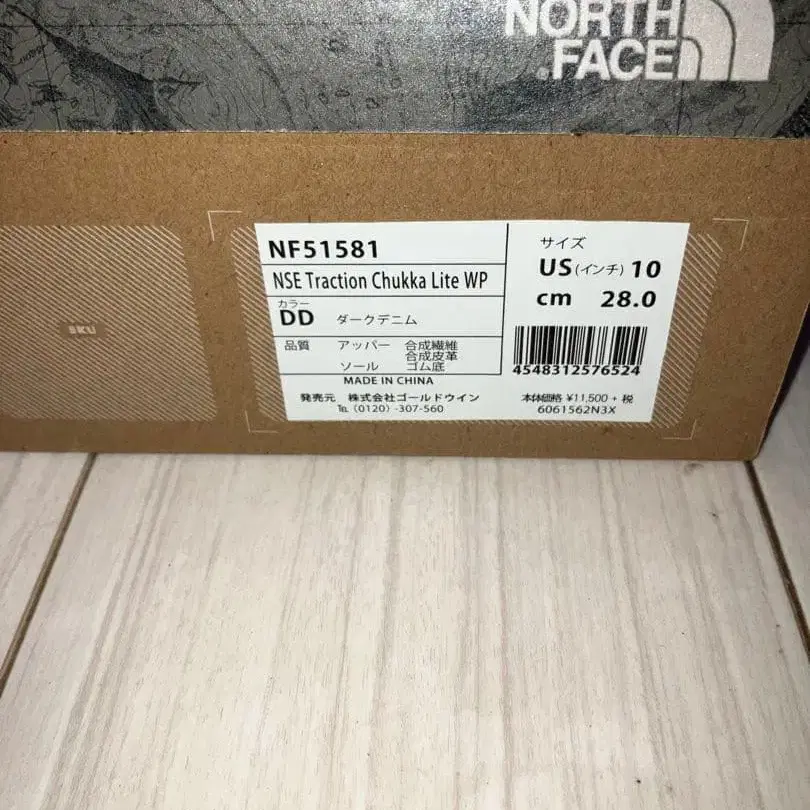 NORTH
FACE
SKU
NF51581
NSE Traction Chukka Lite WP
カラー
DD ダークデニム
品質 アッパー 合成繊維
合成皮革
ソール ゴム底
MADE IN CHINA
発売元 株式会社ゴールドウイン
℡(0120)-307-560
サイズ
US(インチ) 10
cm 28.0
4548312576524
本体価格 ¥11,500 + 税
6061562N3X